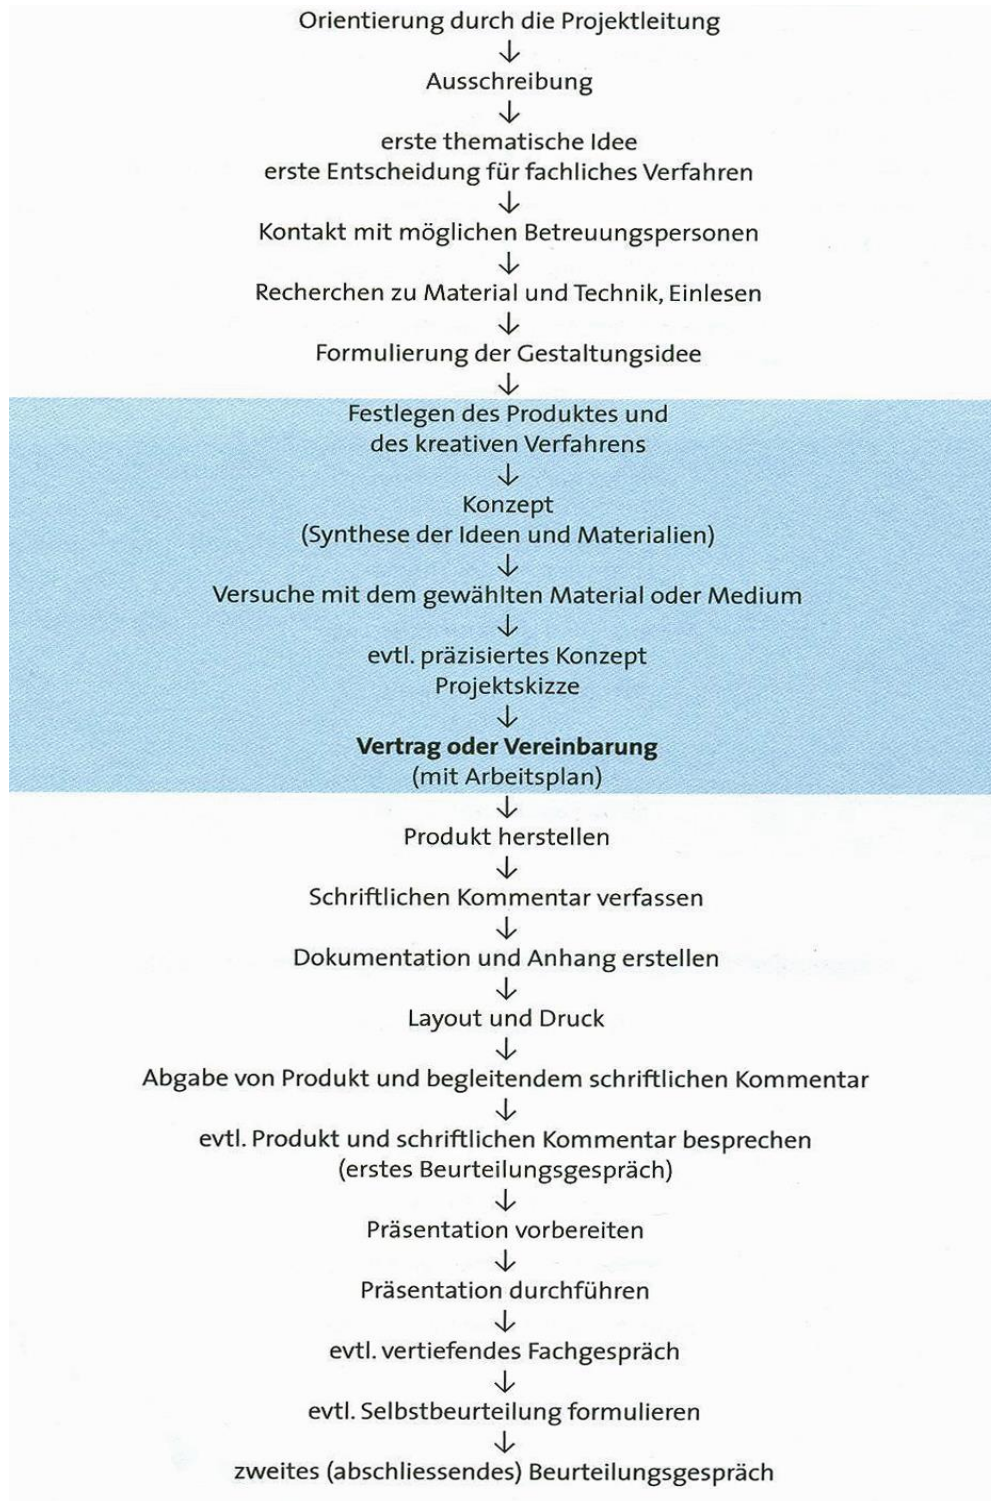 Orientierung durch die Projektleitung
↓
Ausschreibung
↓
erste thematische Idee
erste Entscheidung für fachliches Verfahren
↓
Kontakt mit möglichen Betreuungspersonen
↓
Recherchen zu Material und Technik, Einlesen
↓
Formulierung der Gestaltungsidee
↓
Festlegen des Produktes und
des kreativen Verfahrens
↓
Konzept
(Synthese der Ideen und Materialien)
↓
Versuche mit dem gewählten Material oder Medium
↓
evtl. präzisiertes Konzept
Projektskizze
↓
Vertrag oder Vereinbarung
(mit Arbeitsplan)
↓
Produkt herstellen
↓
Schriftlichen Kommentar verfassen
↓
Dokumentation und Anhang erstellen
↓
Layout und Druck
↓
Abgabe von Produkt und begleitendem schriftlichen Kommentar
↓
evtl. Produkt und schriftlichen Kommentar besprechen
(erstes Beurteilungsgespräch)
↓
Präsentation vorbereiten
↓
Präsentation durchführen
↓
evtl. vertiefendes Fachgespräch
↓
evtl. Selbstbeurteilung formulieren
↓
zweites (abschliessendes) Beurteilungsgespräch